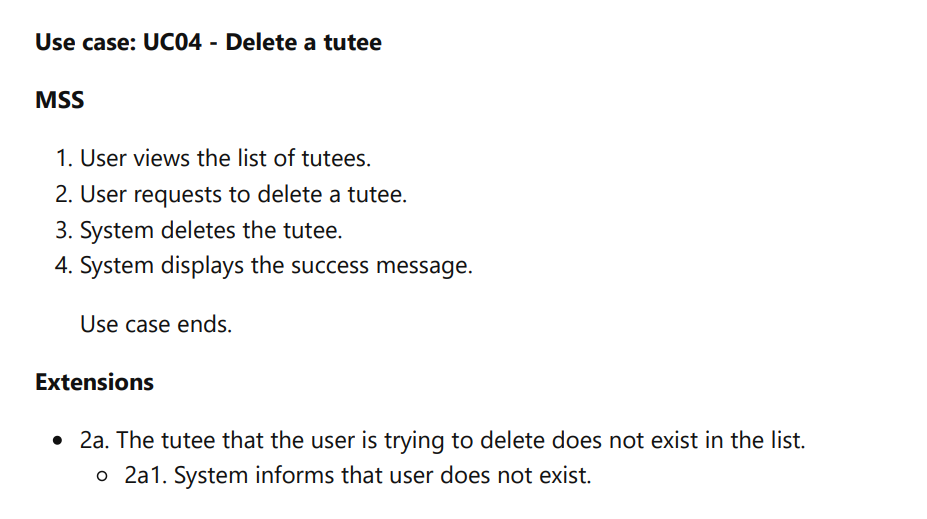 Use case: UC04 - Delete a tutee
MSS
1. User views the list of tutees.
2. User requests to delete a tutee.
3. System deletes the tutee.
4. System displays the success message.
Use case ends.
Extensions
• 2a. The tutee that the user is trying to delete does not exist in the list.
○ 2a1. System informs that user does not exist.